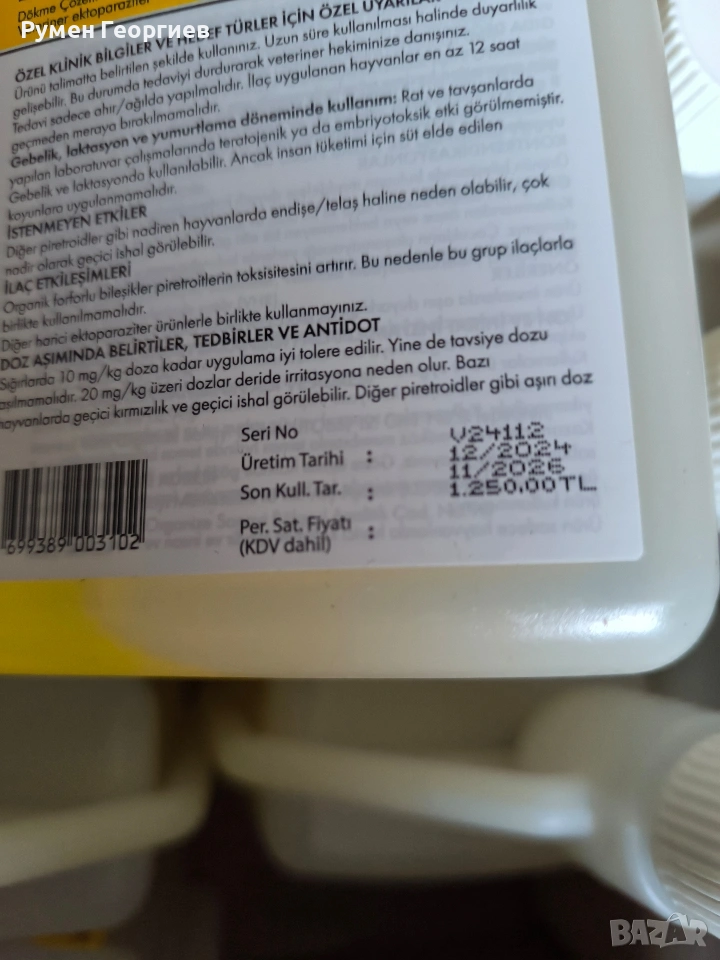 Dökme Çözel
diğer ektoparaziter
Румен Георгиев
ÖZEL KLİNİK BİLGİLER VE HEDEF TÜRLER İÇİN ÖZEL UYARILAR
Ürünü talimatta belirtilen şekilde kullanınız. Uzun süre kullanılması halinde duyarlılık
gelişebilir. Bu durumda tedaviyi durdurarak veteriner hekiminize danışınız.
Tedavi sadece ahır/ağılda yapılmalıdır. İlaç uygulanan hayvanlar en az 12 saat
geçmeden meraya bırakılmamalıdır.
Gebelik, laktasyon ve yumurtlama döneminde kullanım: Rat ve tavşanlarda
yapılan laboratuvar çalışmalarında teratojenik ya da embriyotoksik etki görülmemiştir.
Gebelik ve laktasyonda kullanılabilir. Ancak insan tüketimi için süt elde edilen
koyunlara uygulanmamalıdır.
İSTENMEYEN ETKİLER
Diğer piretroidler gibi nadiren hayvanlarda endişe/telaş haline neden olabilir, çok
nadir olarak geçici ishal görülebilir.
İLAÇ ETKİLEŞİMLERİ
Organik forforlu bileşikler piretroitlerin toksisitesini artırır. Bu nedenle bu grup ilaçlarla
birlikte kullanılmamalıdır.
Diğer harici ektoparaziter ürünlerle birlikte kullanmayınız.
DOZ AŞIMINDA BELİRTİLER, TEDBİRLER VE ANTİDOT
Sığırlarda 10 mg/kg doza kadar uygulama iyi tolere edilir. Yine de tavsiye dozu
aşılmamalıdır. 20 mg/kg üzeri dozlar deride irritasyona neden olur. Bazı
hayvanlarda geçici kırmızılık ve geçici ishal görülebilir. Diğer piretroidler gibi aşırı doz
Seri No V24112
Üretim Tarihi : 12/2024
Son Kull. Tar. : 11/2026
Per. Sat. Fiyatı : 1.250.00TL
(KDV dahil)
699389 003102
BAZAR